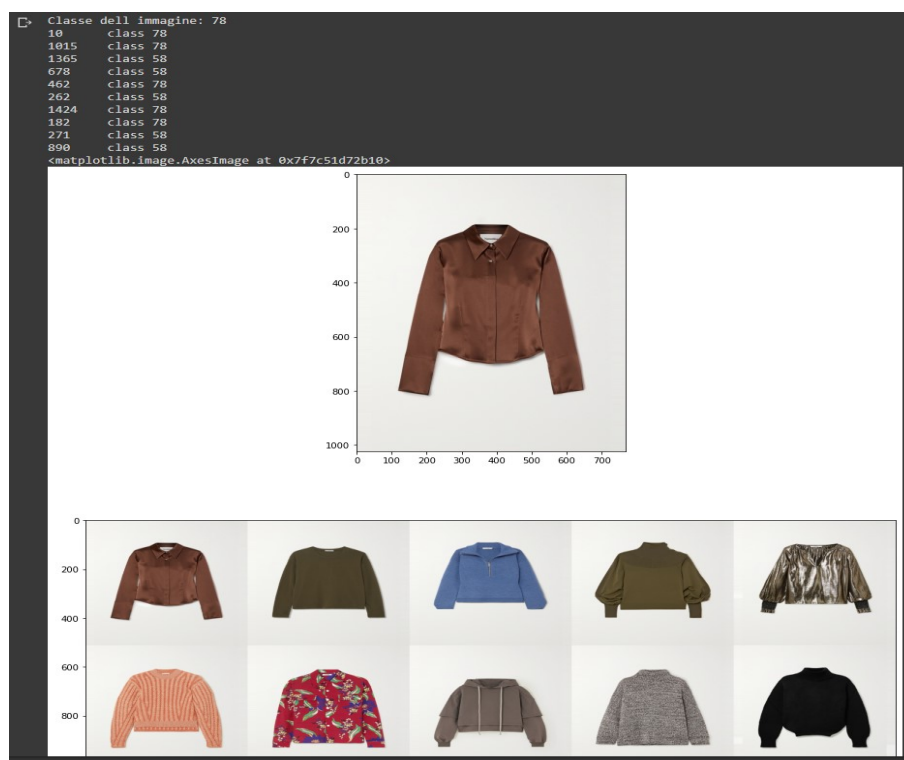 Classe dell immagine: 78
10 class 78
1015 class 78
1365 class 58
678 class 58
462 class 78
262 class 58
1424 class 78
182 class 78
271 class 58
890 class 58
<matplotlib.image.AxesImage at 0x7f7c51d72b10>
0
200
400
600
800
1000
0 100 200 300 400 500 600 700
0
200
400
600
800